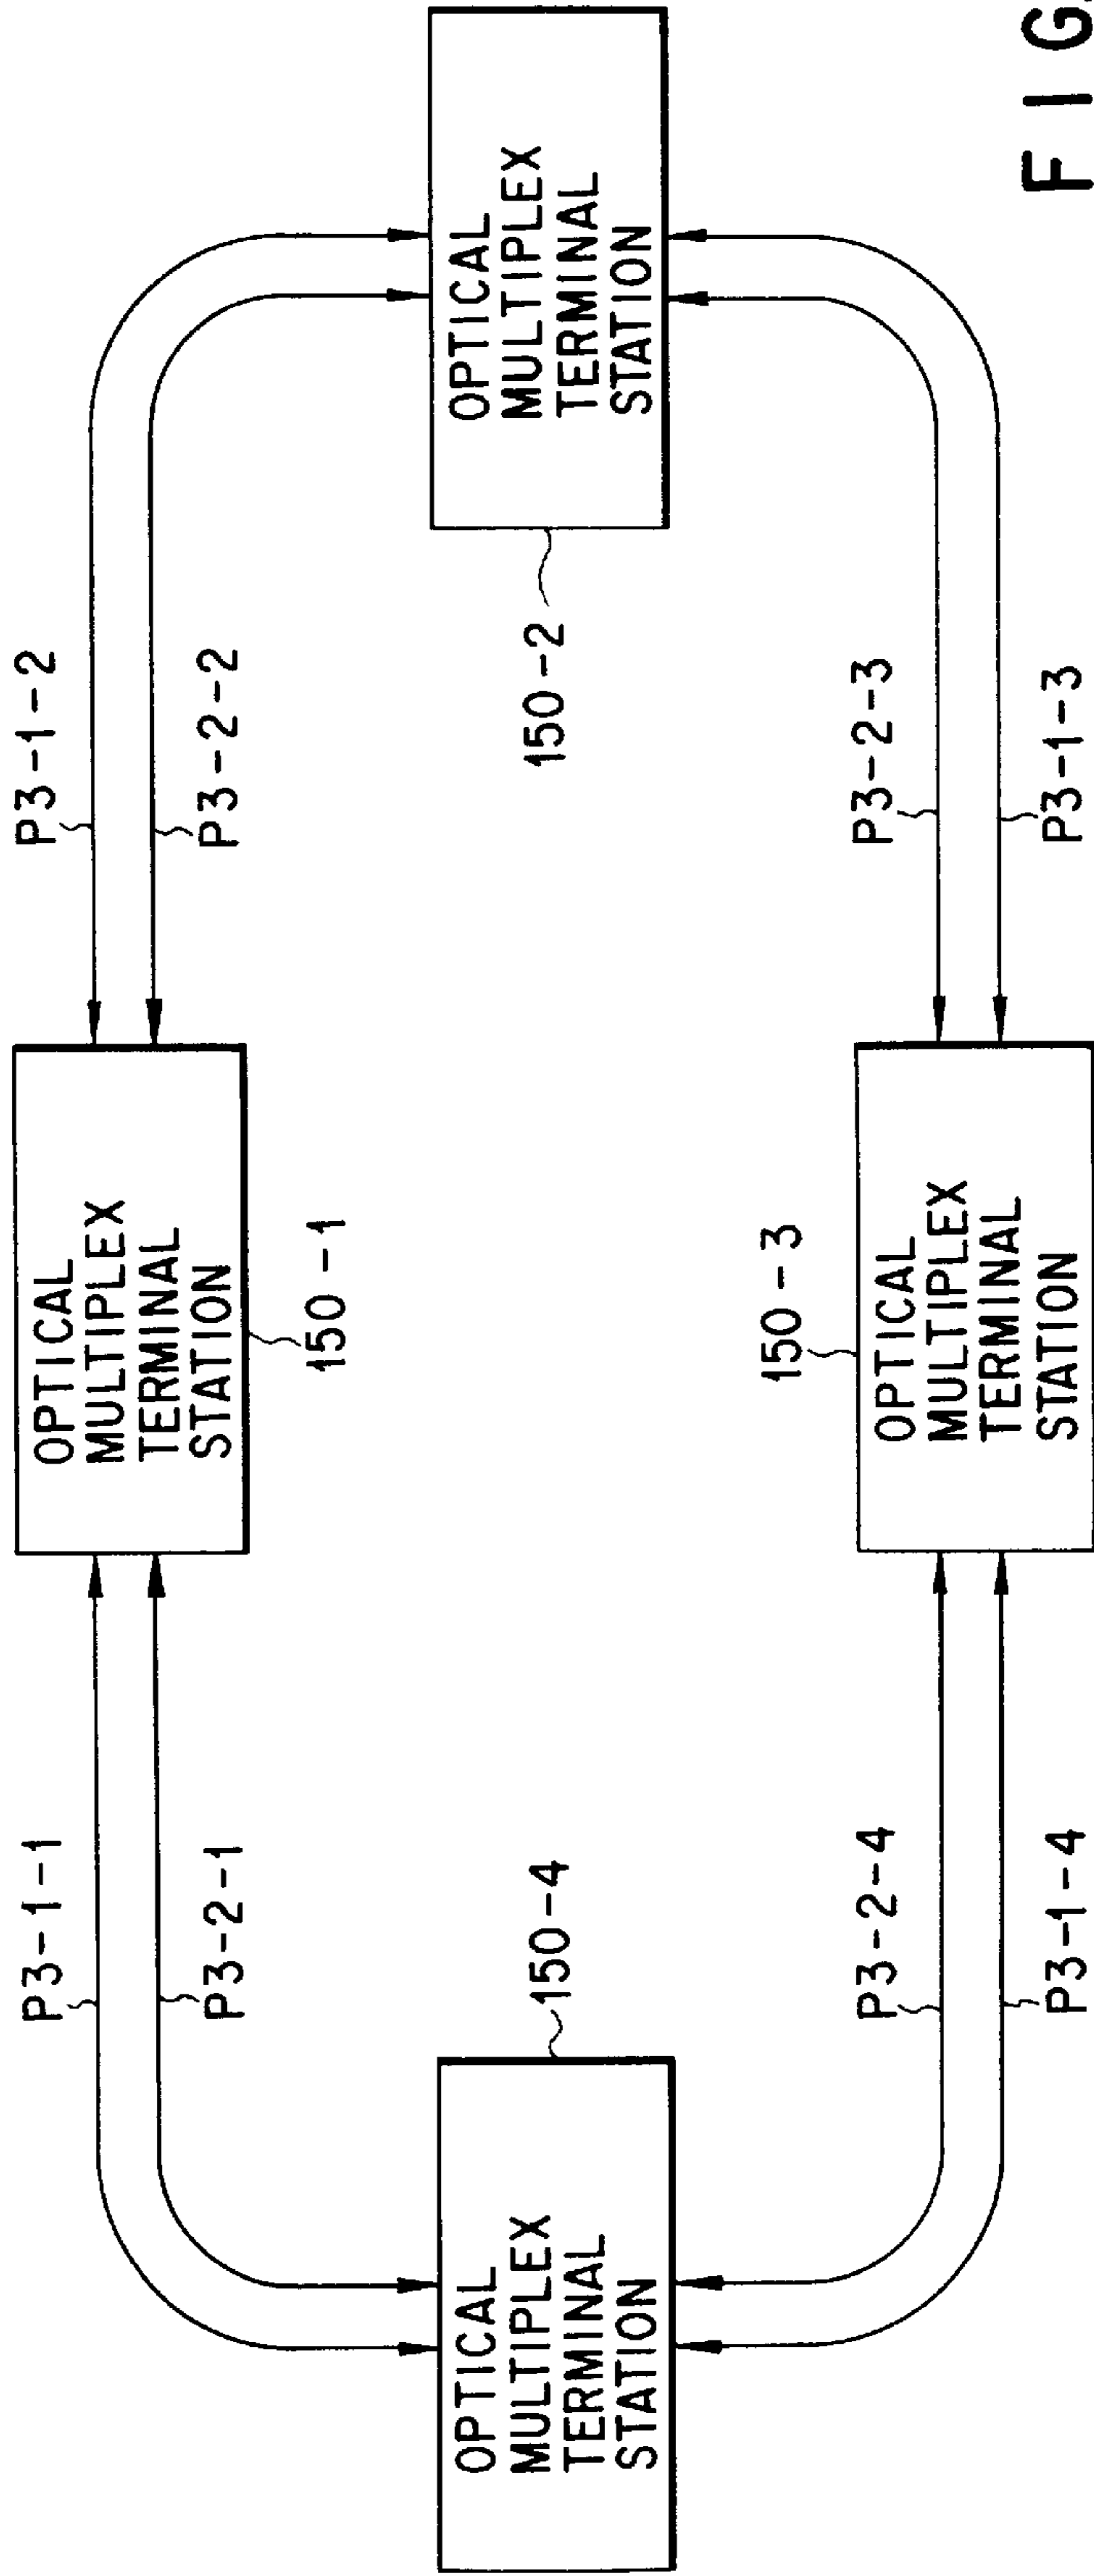 P3-1-1
P3-2-1
OPTICAL
MULTIPLEX
TERMINAL
STATION
150-1
P3-1-2
P3-2-2
OPTICAL
MULTIPLEX
TERMINAL
STATION
150-4
150-2
OPTICAL
MULTIPLEX
TERMINAL
STATION
P3-2-4
P3-1-4
150-3
OPTICAL
MULTIPLEX
TERMINAL
STATION
P3-2-3
P3-1-3
FIG.